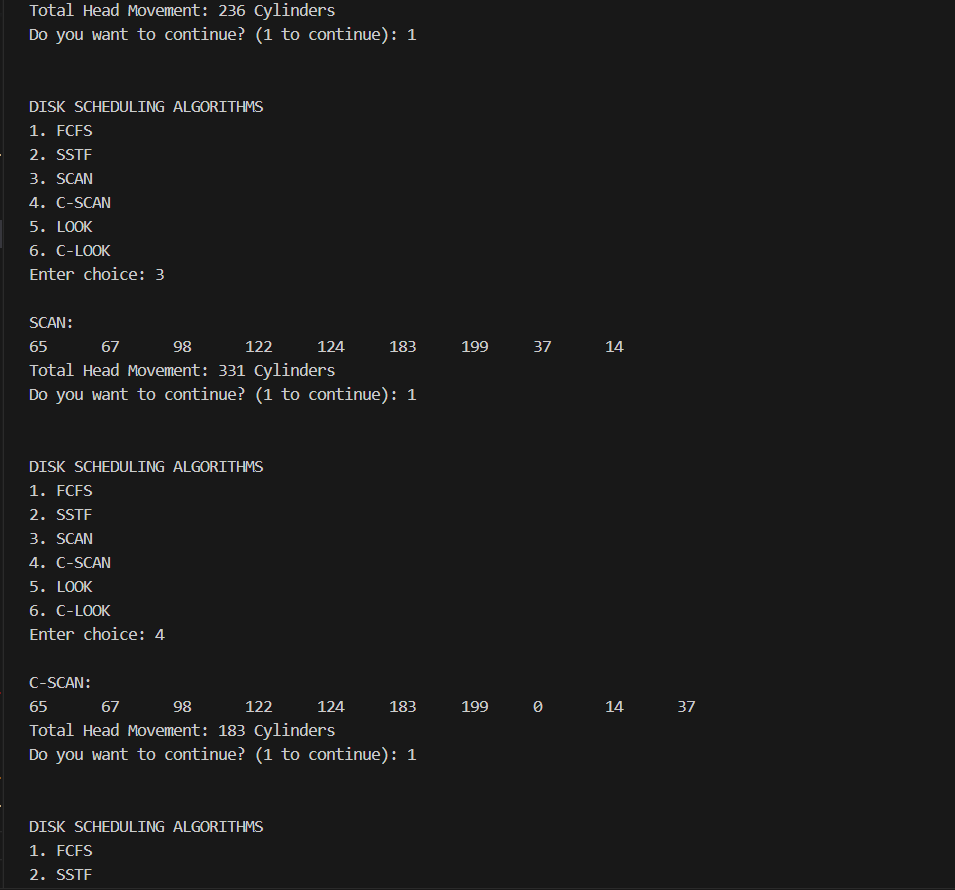 Total Head Movement: 236 Cylinders
Do you want to continue? (1 to continue): 1
DISK SCHEDULING ALGORITHMS
1. FCFS
2. SSTF
3. SCAN
4. C-SCAN
5. LOOK
6. C-LOOK
Enter choice: 3
SCAN:
65 67 98 122 124 183 199 37 14
Total Head Movement: 331 Cylinders
Do you want to continue? (1 to continue): 1
DISK SCHEDULING ALGORITHMS
1. FCFS
2. SSTF
3. SCAN
4. C-SCAN
5. LOOK
6. C-LOOK
Enter choice: 4
C-SCAN:
65 67 98 122 124 183 199 0 14 37
Total Head Movement: 183 Cylinders
Do you want to continue? (1 to continue): 1
DISK SCHEDULING ALGORITHMS
1. FCFS
2. SSTF